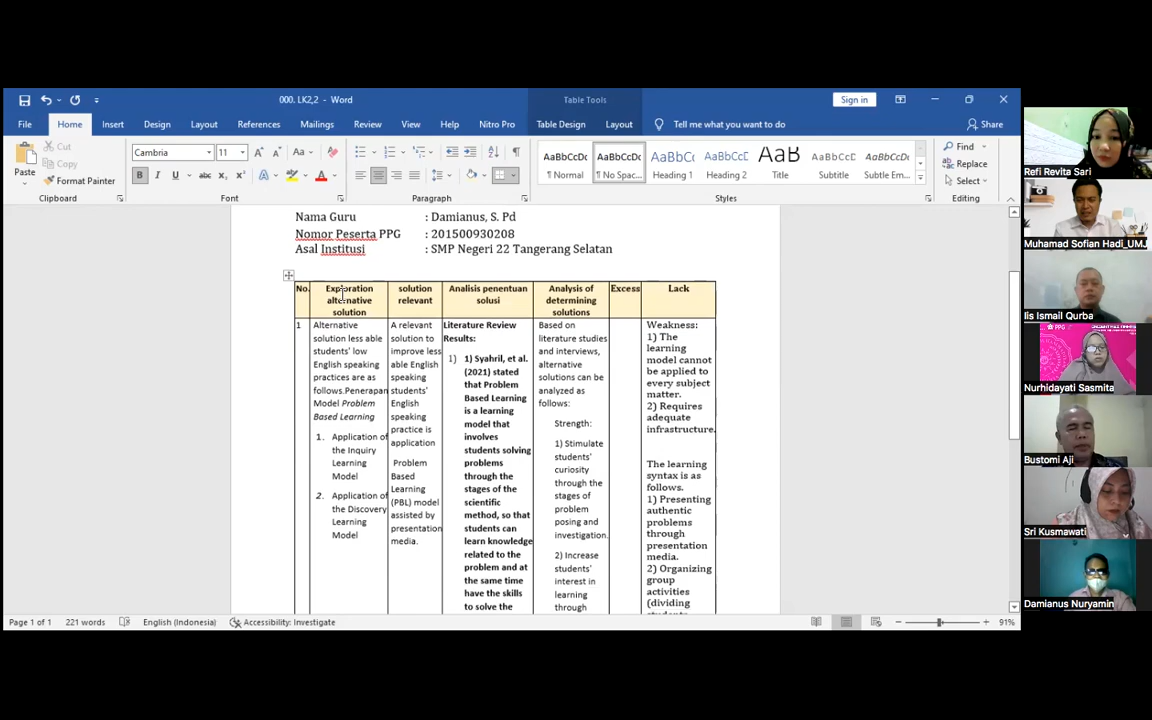 000. LK2,2 - Word
Table Tools
Sign in
File Home Insert Design Layout References Mailings Review View Help Nitro Pro Table Design Layout Tell me what you want to do Share
Paste
Cut
Copy
Format Painter
Clipboard
Cambria 11
Font
Paragraph
AaBbCcDc ¶ Normal
AaBbCcDc ¶ No Spac...
AaBbC Heading 1
AaBbCcC Heading 2
AaB Title
AaBbCcD Subtitle
AaBbCcD Subtle Em...
Styles
Find
Replace
Select
Editing
Nama Guru : Damianus, S. Pd
Nomor Peserta PPG : 201500930208
Asal Institusi : SMP Negeri 22 Tangerang Selatan
No.
Exploration
alternative
solution
solution
relevant
Analisis penentuan
solusi
Analysis of
determining
solutions
Excess
Lack
1
Alternative
solution less able
students' low
English speaking
practices are as
follows.Penerapan
Model Problem
Based Learning
1. Application of
the Inquiry
Learning
Model
2. Application of
the Discovery
Learning
Model
A relevant
solution to
improve less
able English
speaking
students'
English
speaking
practice is
application
Problem
Based
Learning
(PBL) model
assisted by
presentation
media.
Literature Review
Results:
1) 1) Syahril, et al.
(2021) stated
that Problem
Based Learning
is a learning
model that
involves
students solving
problems
through the
stages of the
scientific
method, so that
students can
learn knowledge
related to the
problem and at
the same time
have the skills
to solve the
Based on
literature studies
and interviews,
alternative
solutions can be
analyzed as
follows:
Strength:
1) Stimulate
students'
curiosity
through the
stages of
problem
posing and
investigation.
2) Increase
students'
interest in
learning
through
Weakness:
1) The
learning
model cannot
be applied to
every subject
matter.
2) Requires
adequate
infrastructure.
The learning
syntax is as
follows.
1) Presenting
authentic
problems
through
presentation
media.
2) Organizing
group
activities
(dividing
Page 1 of 1 221 words English (Indonesia) Accessibility: Investigate 91%
Refi Revita Sari
Muhamad Sofian Hadi_UMJ
Iis Ismail Qurba
Nurhidayati Sasmita
Bustomi Aji
Sri Kusmawati
Damianus Nuryamin